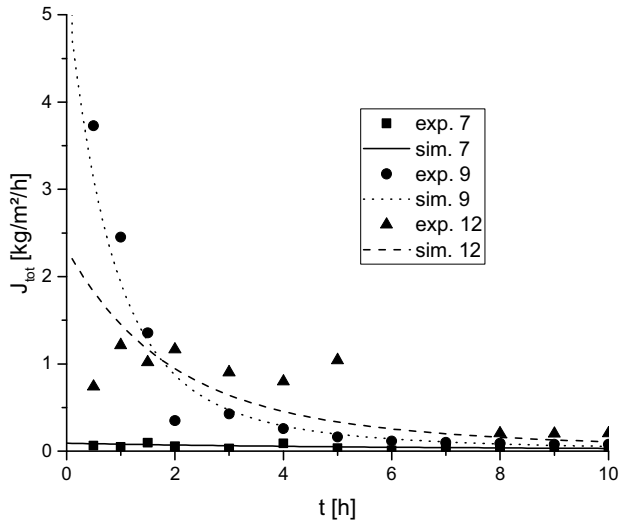 5
4
3
2
1
0
J_tot [kg/m²/h]
exp. 7
sim. 7
exp. 9
sim. 9
exp. 12
sim. 12
0 2 4 6 8 10
t [h]